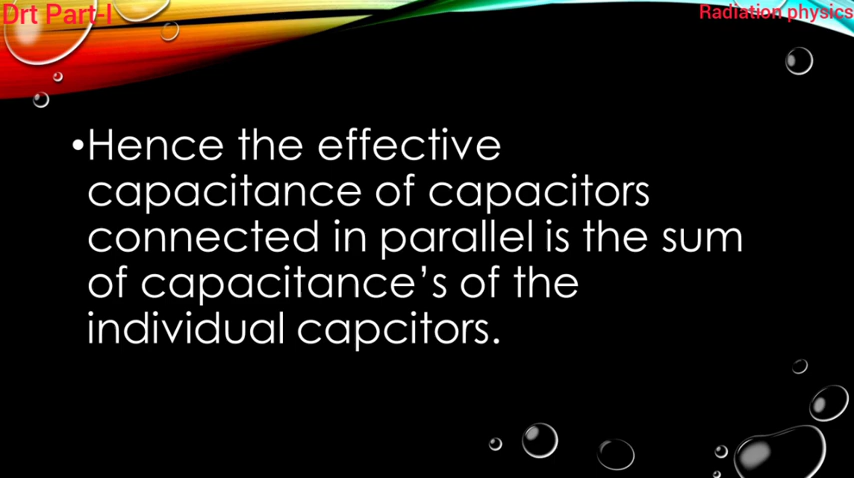 Drt Part-I
Radiation physics
•Hence the effective
capacitance of capacitors
connected in parallel is the sum
of capacitance’s of the
individual capcitors.